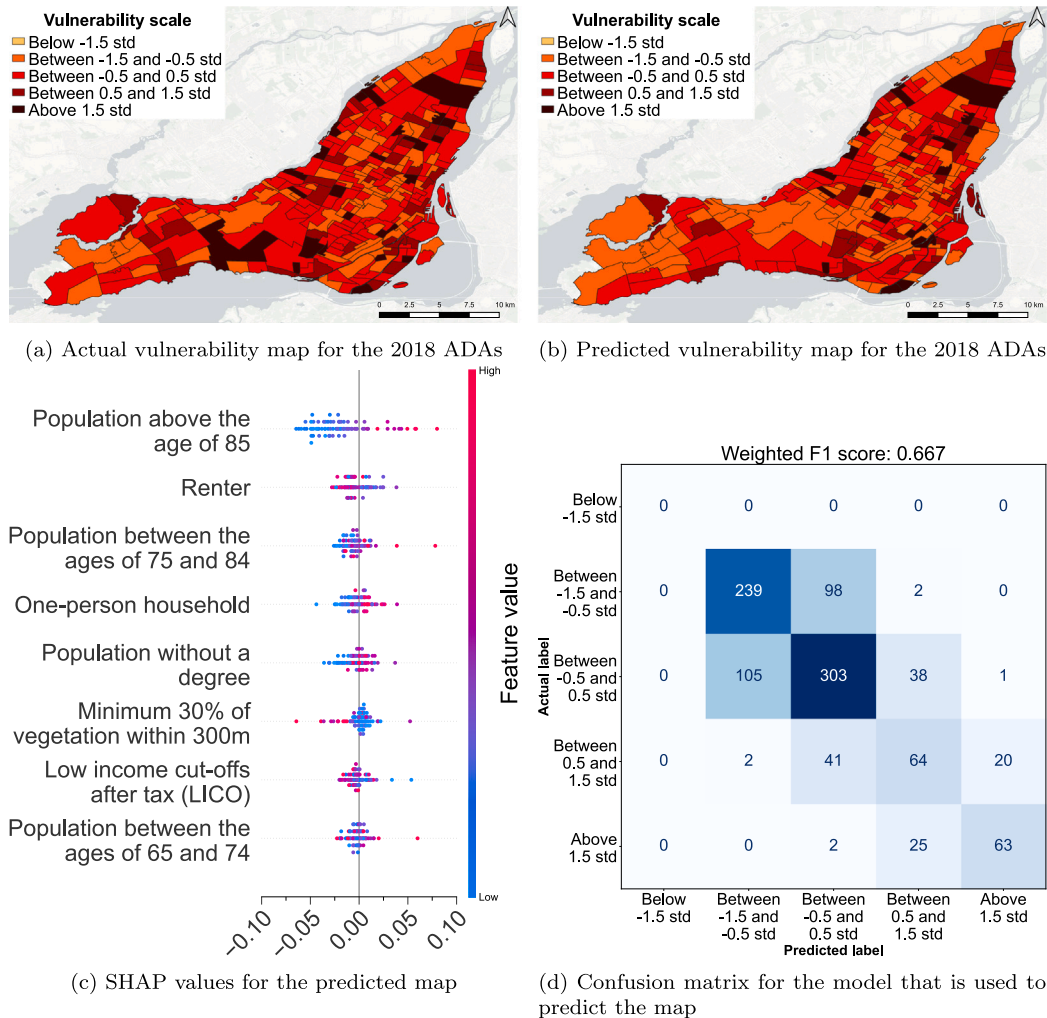 Vulnerability scale
Below -1.5 std
Between -1.5 and -0.5 std
Between -0.5 and 0.5 std
Between 0.5 and 1.5 std
Above 1.5 std
0 2.5 5 7.5 10 km
(a) Actual vulnerability map for the 2018 ADAs
Vulnerability scale
Below -1.5 std
Between -1.5 and -0.5 std
Between -0.5 and 0.5 std
Between 0.5 and 1.5 std
Above 1.5 std
0 2.5 5 7.5 10 km
(b) Predicted vulnerability map for the 2018 ADAs
High
Population above the
age of 85
Renter
Population between the
ages of 75 and 84
One-person household
Population without a
degree
Minimum 30% of
vegetation within 300m
Low income cut-offs
after tax (LICO)
Population between the
ages of 65 and 74
Feature value
Low
−0.10 −0.05 0.00 0.05 0.10
(c) SHAP values for the predicted map
Weighted F1 score: 0.667
Actual label
Below
-1.5 std
0 0 0 0 0
Between
-1.5 and
-0.5 std
0 239 98 2 0
Between
-0.5 and
0.5 std
0 105 303 38 1
Between
0.5 and
1.5 std
0 2 41 64 20
Above
1.5 std
0 0 2 25 63
Below
-1.5 std
Between
-1.5 and
-0.5 std
Between
-0.5 and
0.5 std
Between
0.5 and
1.5 std
Above
1.5 std
Predicted label
(d) Confusion matrix for the model that is used to
predict the map